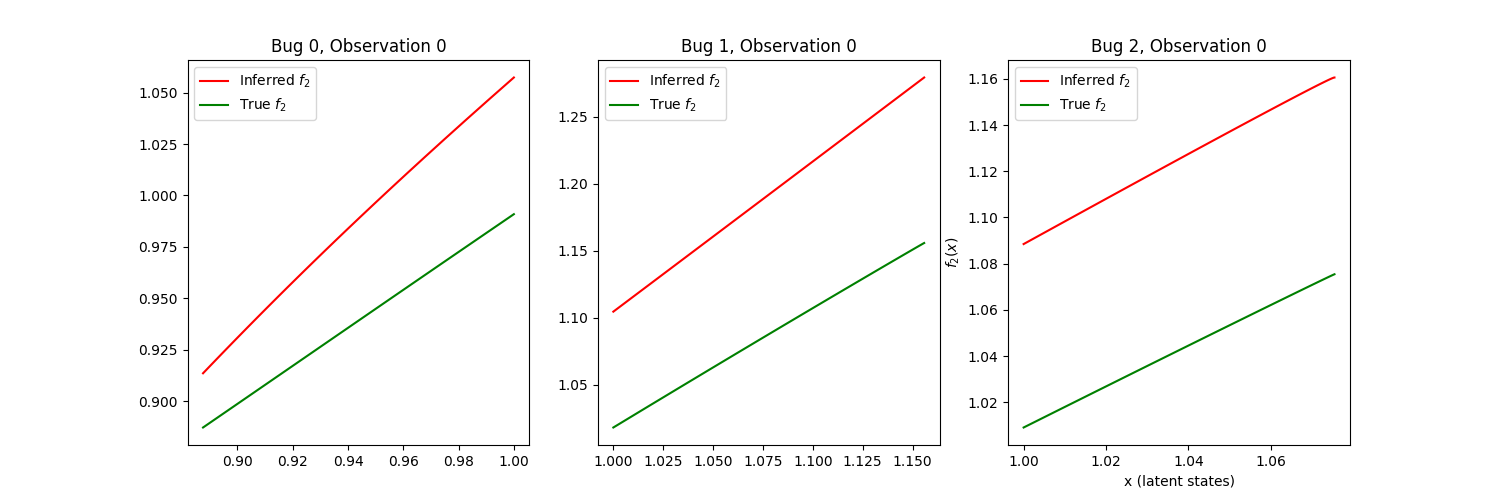 Bug 0, Observation 0
Inferred f₂
True f₂
1.050
1.025
1.000
0.975
0.950
0.925
0.900
0.90 0.92 0.94 0.96 0.98 1.00
Bug 1, Observation 0
Inferred f₂
True f₂
1.25
1.20
1.15
1.10
1.05
1.000 1.025 1.050 1.075 1.100 1.125 1.150
Bug 2, Observation 0
Inferred f₂
True f₂
f₂(x)
1.16
1.14
1.12
1.10
1.08
1.06
1.04
1.02
1.00 1.02 1.04 1.06
x (latent states)